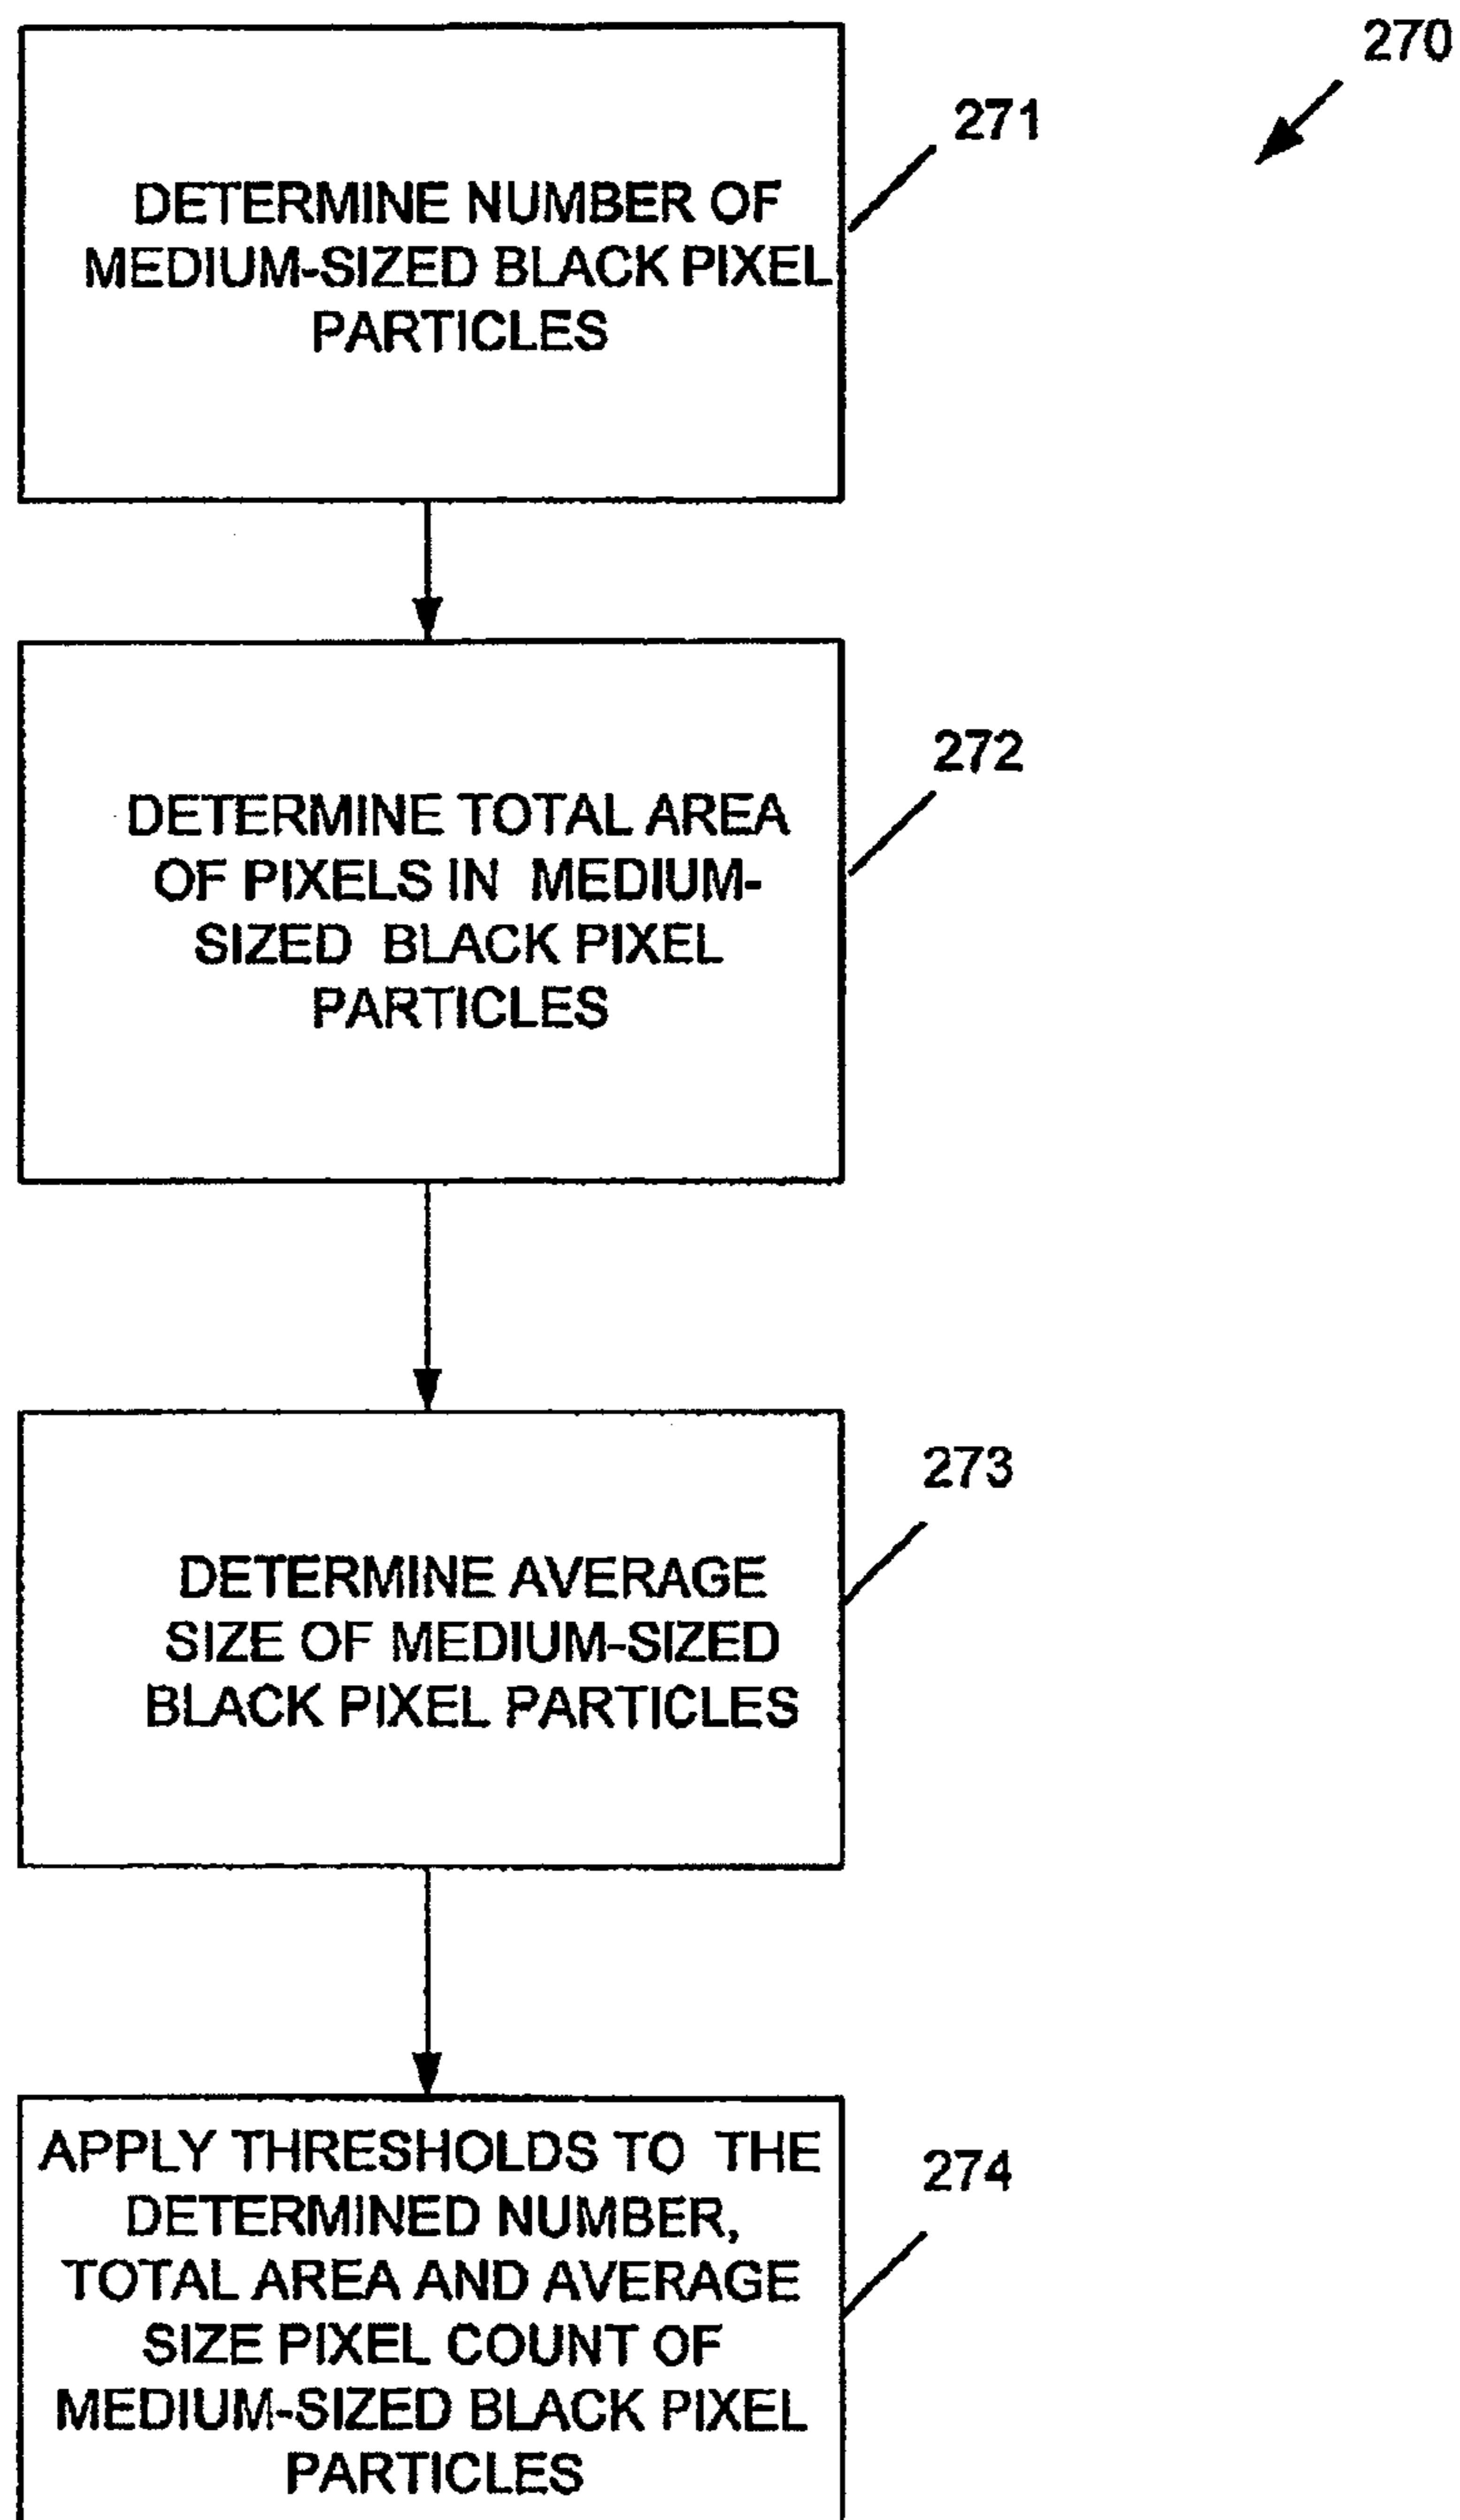 270
271
DETERMINE NUMBER OF
MEDIUM-SIZED BLACK PIXEL
PARTICLES
272
DETERMINE TOTAL AREA
OF PIXELS IN MEDIUM-
SIZED BLACK PIXEL
PARTICLES
273
DETERMINE AVERAGE
SIZE OF MEDIUM-SIZED
BLACK PIXEL PARTICLES
274
APPLY THRESHOLDS TO THE
DETERMINED NUMBER,
TOTAL AREA AND AVERAGE
SIZE PIXEL COUNT OF
MEDIUM-SIZED BLACK PIXEL
PARTICLES